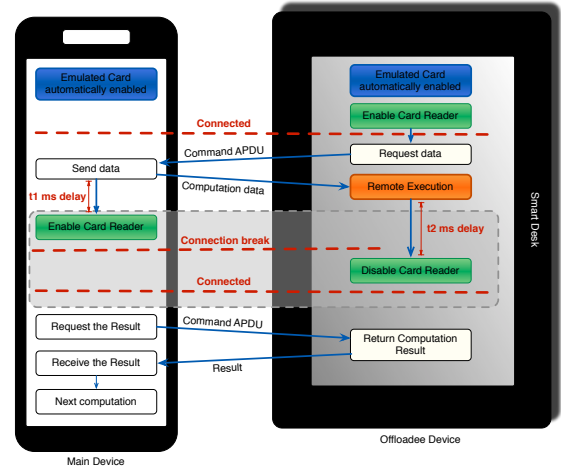 Emulated Card
automatically enabled
Emulated Card
automatically enabled
Enable Card Reader
Connected
Command APDU
Request data
Send data
Computation data
Remote Execution
t1 ms delay
Enable Card Reader
t2 ms delay
Smart Desk
Connection break
Disable Card Reader
Connected
Request the Result
Command APDU
Return Computation
Result
Receive the Result
Result
Next computation
Offloadee Device
Main Device